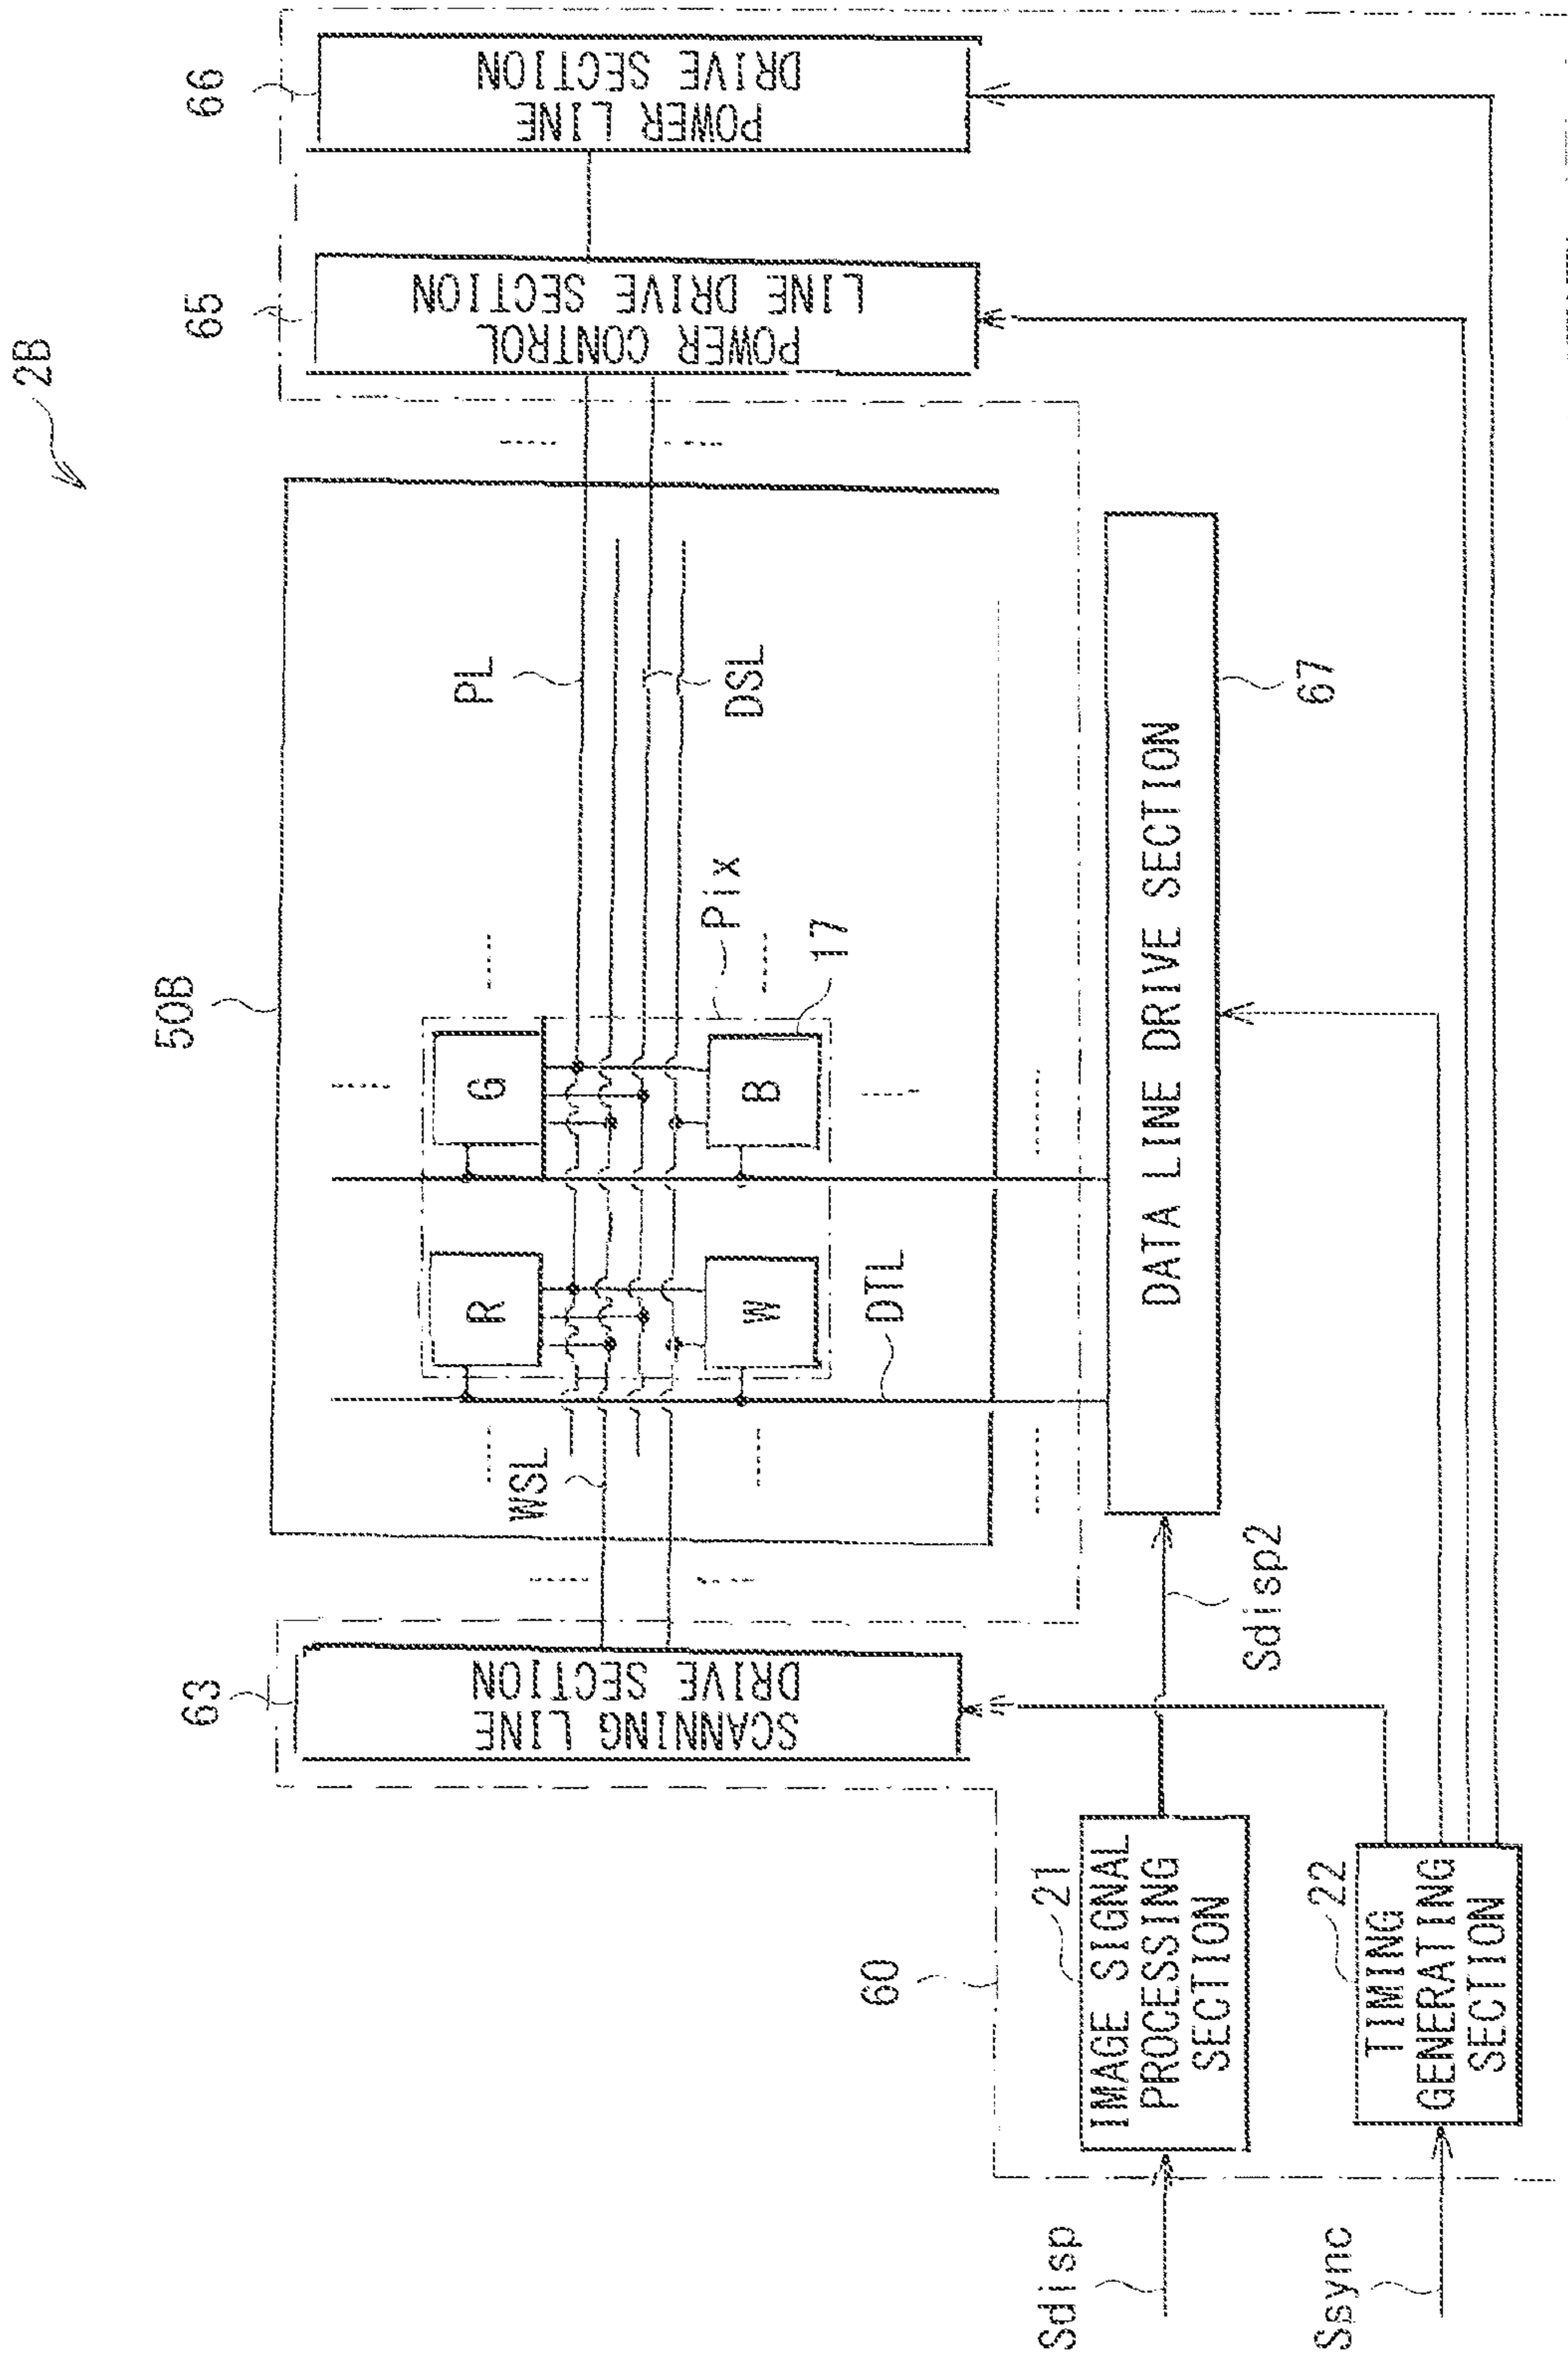 2B
50B
63
SCANNING LINE
DRIVE SECTION
65
POWER CONTROL
LINE DRIVE SECTION
66
POWER LINE
DRIVE SECTION
R
G
W
B
Pix
17
WSL
PL
DSL
DTL
60
Sdisp
21
IMAGE SIGNAL
PROCESSING
SECTION
Sdisp2
DATA LINE DRIVE SECTION
67
Ssync
22
TIMING
GENERATING
SECTION